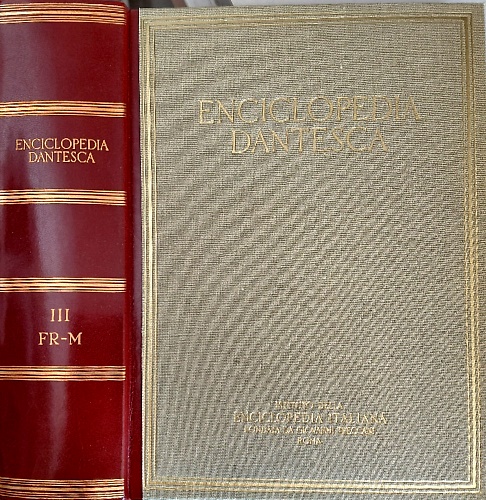 ENCICLOPEDIA
DANTESCA
III
FR-M
ENCICLOPEDIA
DANTESCA
ISTITUTO DELLA
ENCICLOPEDIA ITALIANA
FONDATA DA GIOVANNI TRECCANI
ROMA